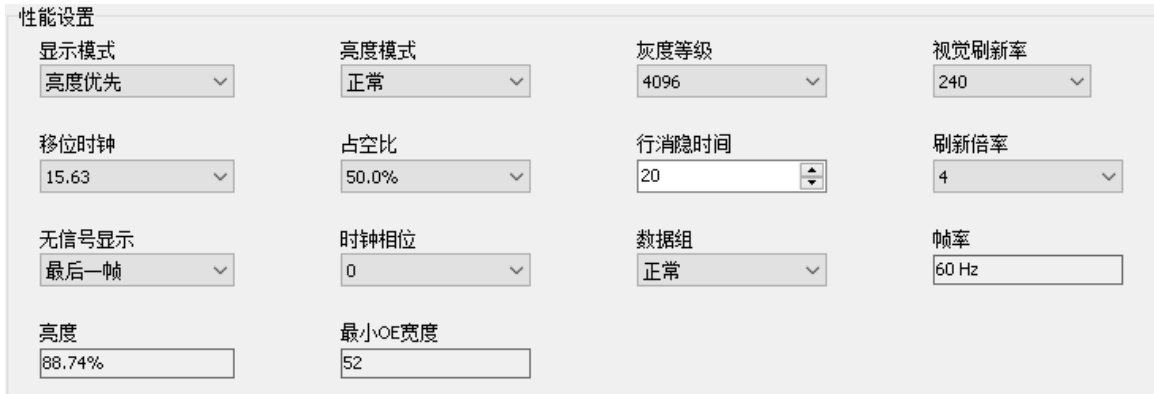 性能设置
显示模式 亮度模式 灰度等级 视觉刷新率
亮度优先 正常 4096 240
移位时钟 占空比 行消隐时间 刷新倍率
15.63 50.0% 20 4
无信号显示 时钟相位 数据组 帧率
最后一帧 0 正常 60 Hz
亮度 最小OE宽度
88.74% 52